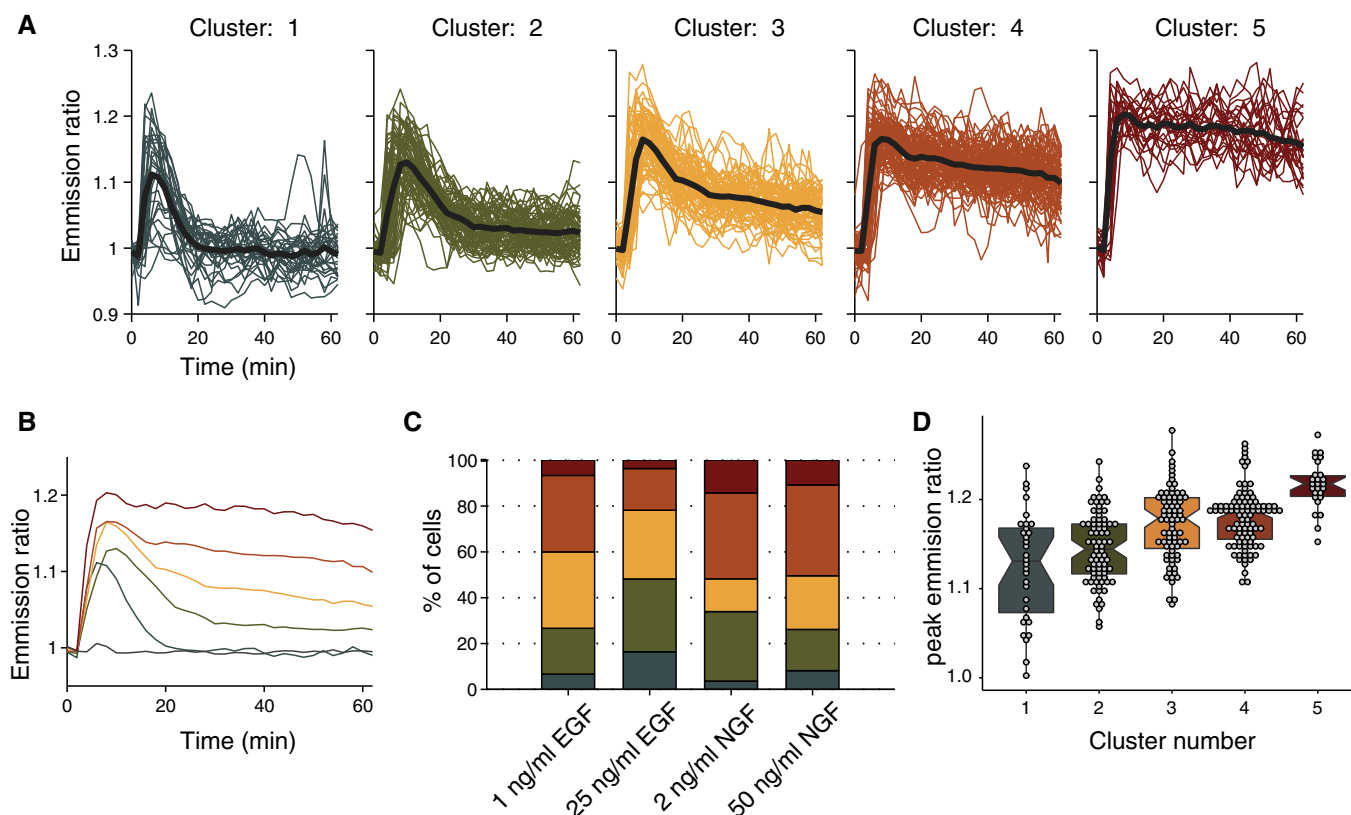 A
Cluster: 1
Cluster: 2
Cluster: 3
Cluster: 4
Cluster: 5
Emmission ratio
1.3
1.2
1.1
1
0.9
0 20 40 60
0 20 40 60
0 20 40 60
0 20 40 60
0 20 40 60
Time (min)
B
Emmission ratio
1.2
1.1
1
0 20 40 60
Time (min)
C
% of cells
100
80
60
40
20
0
1 ng/ml EGF
25 ng/ml EGF
2 ng/ml NGF
50 ng/ml NGF
D
peak emmision ratio
1.2
1.1
1.0
1 2 3 4 5
Cluster number